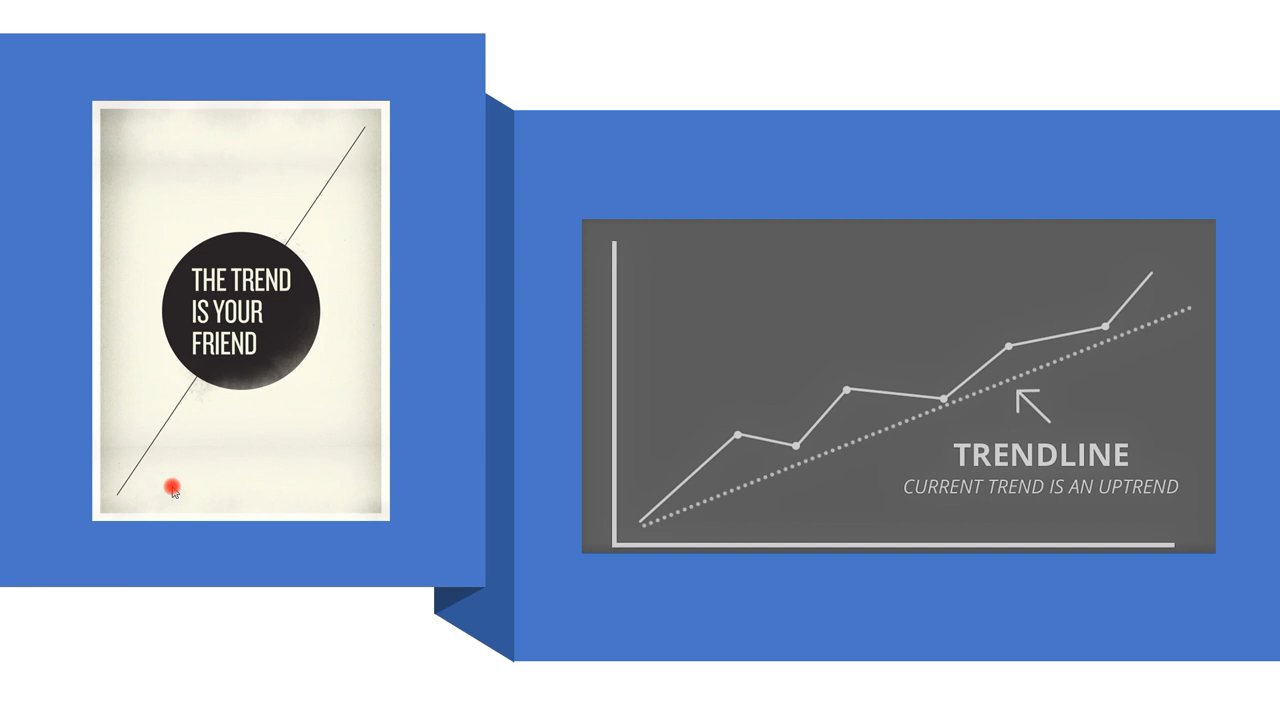 THE TREND
IS YOUR
FRIEND
TRENDLINE
CURRENT TREND IS AN UPTREND